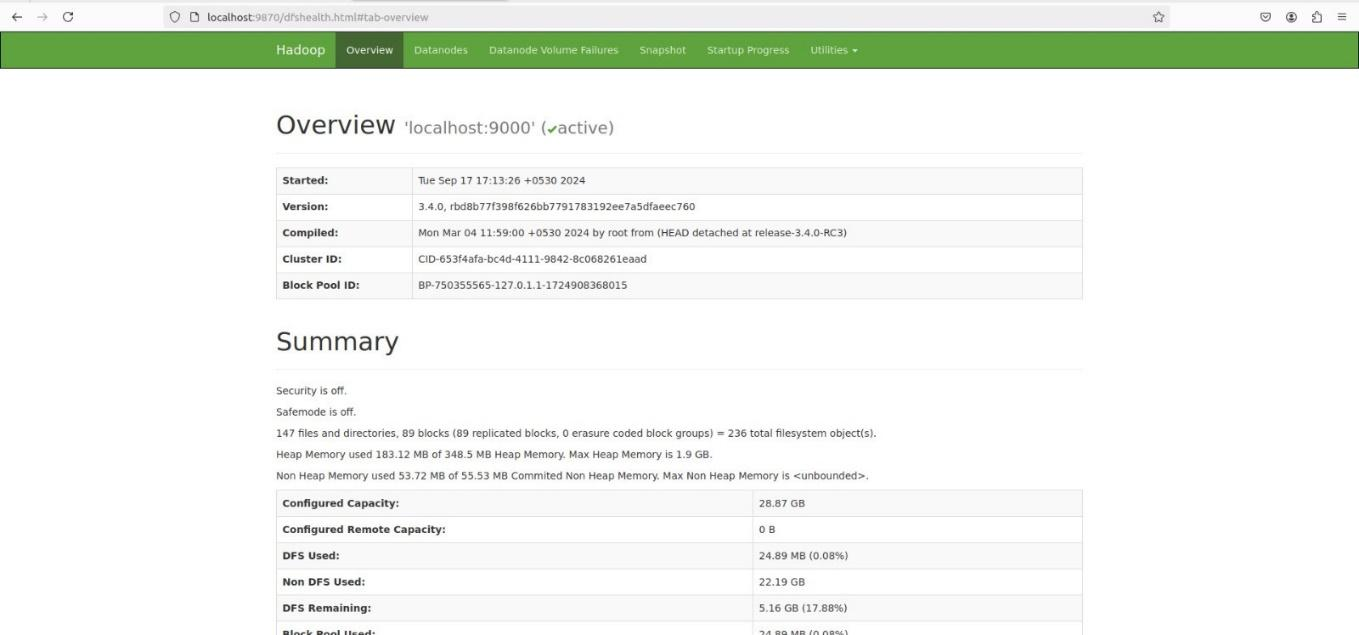 localhost:9870/dfshealth.html#tab-overview
Hadoop Overview Datanodes Datanode Volume Failures Snapshot Startup Progress Utilities
Overview 'localhost:9000' (✔active)
Started: Tue Sep 17 17:13:26 +0530 2024
Version: 3.4.0, rbd8b77f398f626bb7791783192ee7a5dfaeec760
Compiled: Mon Mar 04 11:59:00 +0530 2024 by root from (HEAD detached at release-3.4.0-RC3)
Cluster ID: CID-653f4afa-bc4d-4111-9842-8c068261eaad
Block Pool ID: BP-750355565-127.0.1.1-1724908368015
Summary
Security is off.
Safemode is off.
147 files and directories, 89 blocks (89 replicated blocks, 0 erasure coded block groups) = 236 total filesystem object(s).
Heap Memory used 183.12 MB of 348.5 MB Heap Memory. Max Heap Memory is 1.9 GB.
Non Heap Memory used 53.72 MB of 55.53 MB Commited Non Heap Memory. Max Non Heap Memory is <unbounded>.
Configured Capacity: 28.87 GB
Configured Remote Capacity: 0 B
DFS Used: 24.89 MB (0.08%)
Non DFS Used: 22.19 GB
DFS Remaining: 5.16 GB (17.88%)
Block Pool Used: 24.89 MB (0.08%)